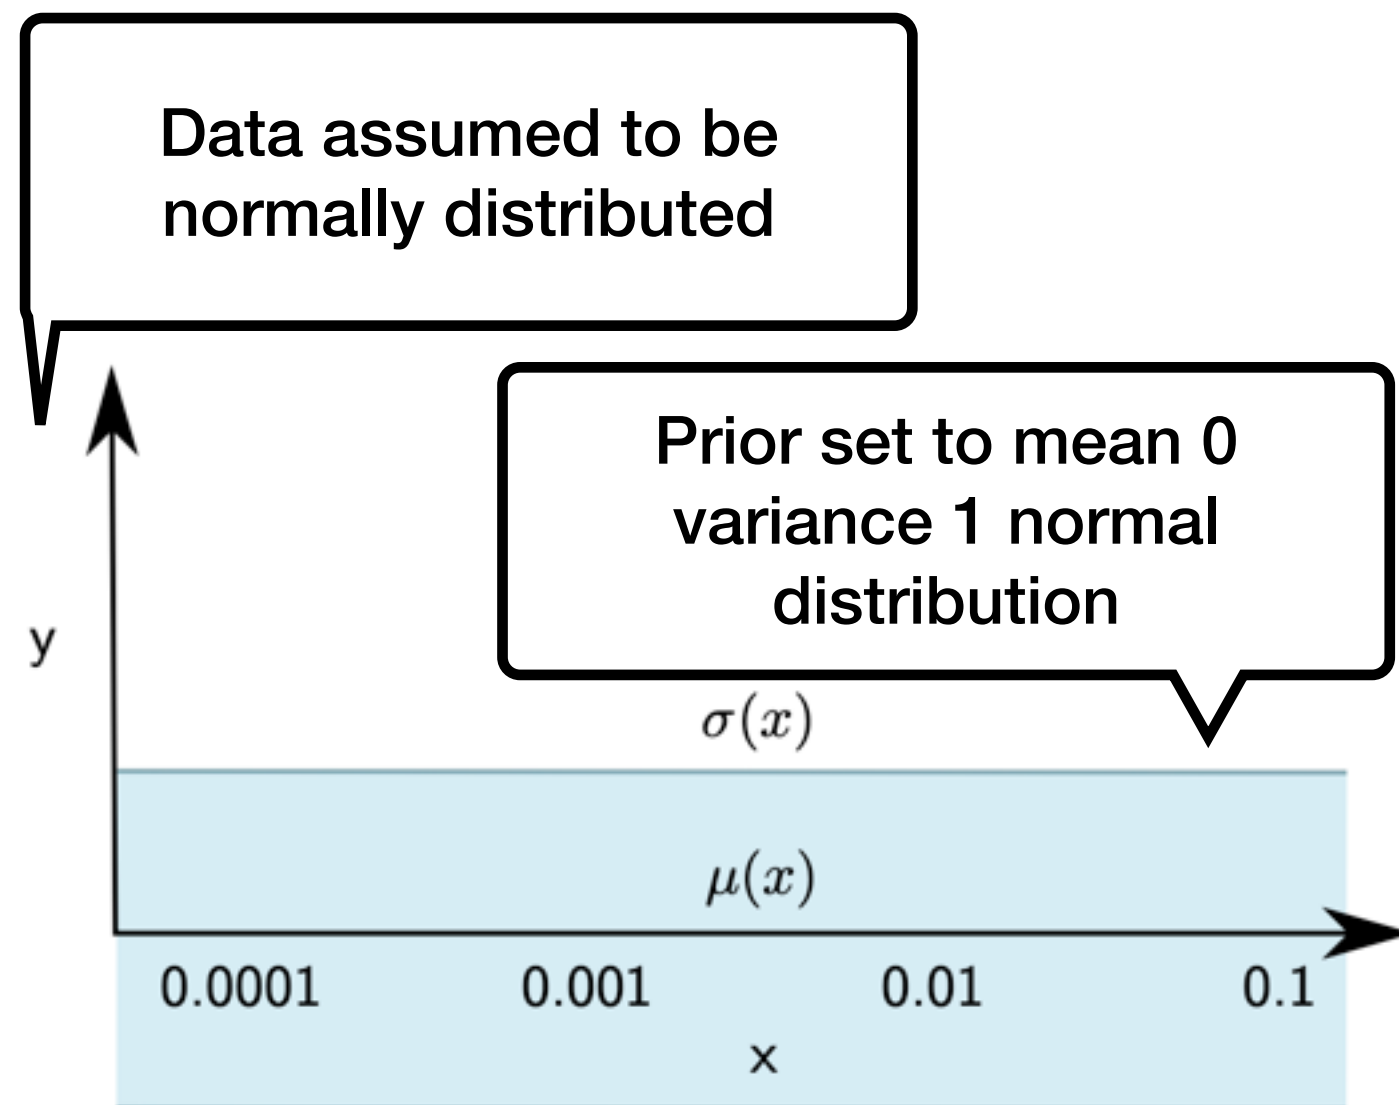 Data assumed to be
normally distributed
Prior set to mean 0
variance 1 normal
distribution
y
σ(x)
μ(x)
0.0001 0.001 0.01 0.1
x